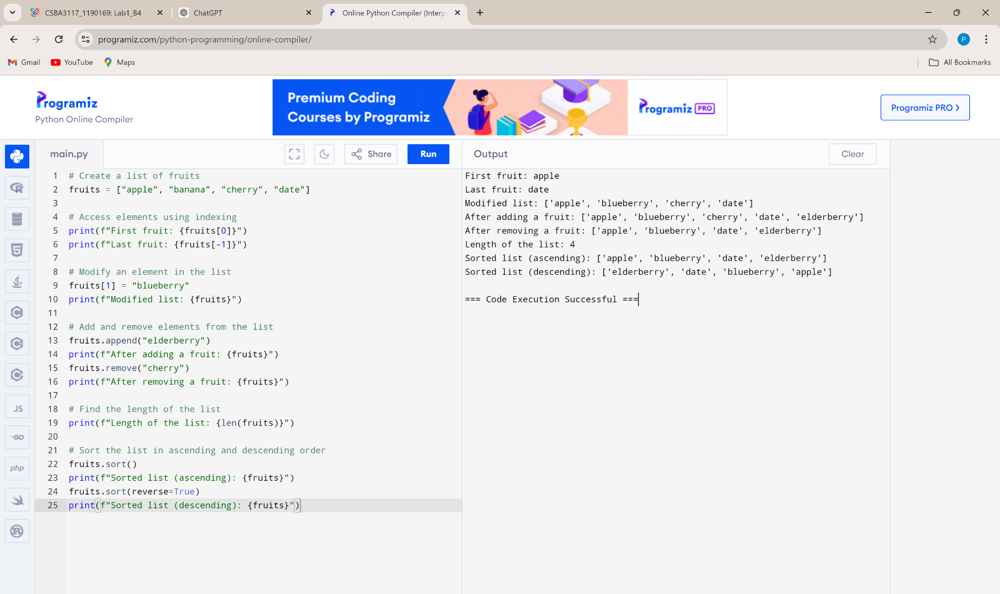 CSBA3117_1190169: Lab1_B4
ChatGPT
Online Python Compiler (Interp
programiz.com/python-programming/online-compiler/
P
Gmail
YouTube
Maps
All Bookmarks
Programiz
Python Online Compiler
Premium Coding
Courses by Programiz
Programiz PRO
Programiz PRO
main.py
Share
Run
Output
Clear
1 # Create a list of fruits
2 fruits = ["apple", "banana", "cherry", "date"]
3
4 # Access elements using indexing
5 print(f"First fruit: {fruits[0]}")
6 print(f"Last fruit: {fruits[-1]}")
7
8 # Modify an element in the list
9 fruits[1] = "blueberry"
10 print(f"Modified list: {fruits}")
11
12 # Add and remove elements from the list
13 fruits.append("elderberry")
14 print(f"After adding a fruit: {fruits}")
15 fruits.remove("cherry")
16 print(f"After removing a fruit: {fruits}")
17
18 # Find the length of the list
19 print(f"Length of the list: {len(fruits)}")
20
21 # Sort the list in ascending and descending order
22 fruits.sort()
23 print(f"Sorted list (ascending): {fruits}")
24 fruits.sort(reverse=True)
25 print(f"Sorted list (descending): {fruits}")
First fruit: apple
Last fruit: date
Modified list: ['apple', 'blueberry', 'cherry', 'date']
After adding a fruit: ['apple', 'blueberry', 'cherry', 'date', 'elderberry']
After removing a fruit: ['apple', 'blueberry', 'date', 'elderberry']
Length of the list: 4
Sorted list (ascending): ['apple', 'blueberry', 'date', 'elderberry']
Sorted list (descending): ['elderberry', 'date', 'blueberry', 'apple']
=== Code Execution Successful ===
R
5
C
C
C#
JS
GO
php
R